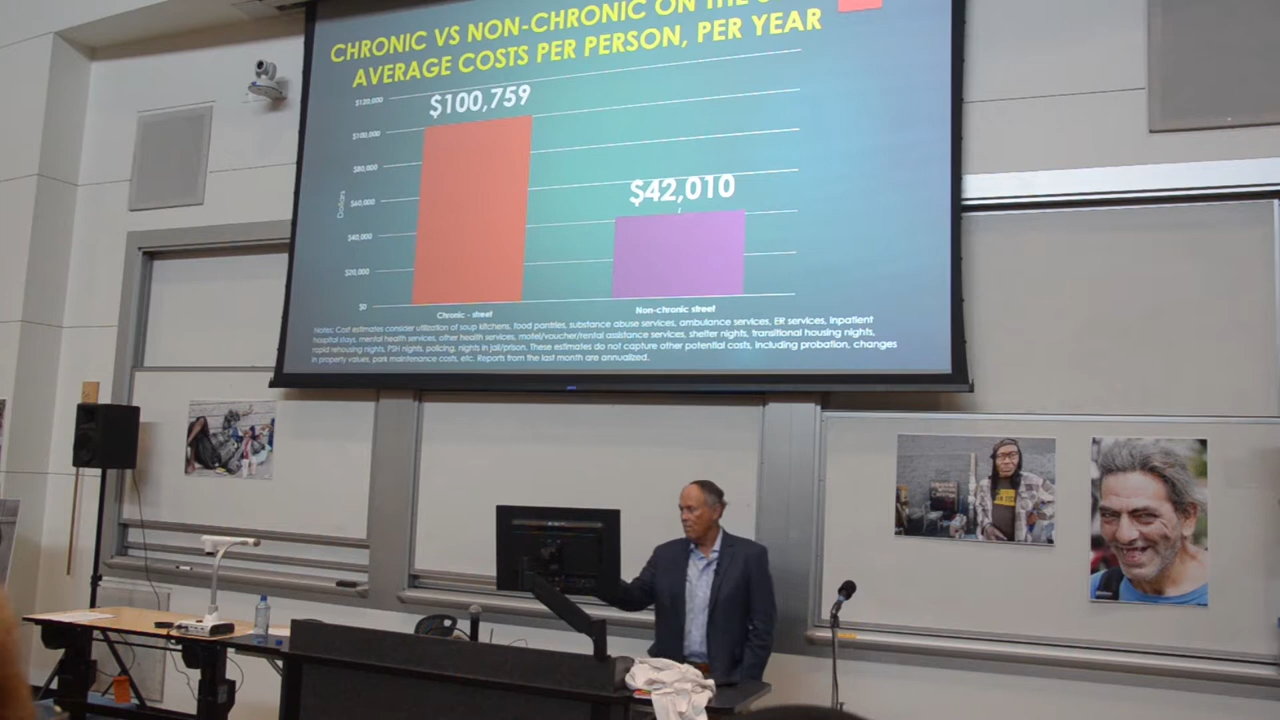 CHRONIC VS NON-CHRONIC ON THE
AVERAGE COSTS PER PERSON, PER YEAR
$120,000
$100,759
$100,000
$80,000
$42,010
$60,000
Dollars
$40,000
$20,000
$0
Chronic - street
Non-chronic street
Notes: Cost estimates consider utilization of soup kitchens, food pantries, substance abuse services, ambulance services, ER services, inpatient
hospital stays, mental health services, other health services, motel/voucher/rental assistance services, shelter nights, transitional housing nights,
rapid rehousing nights, PSH nights, policing, nights in jail/prison. These estimates do not capture other potential costs, including probation, changes
in property values, park maintenance costs, etc. Reports from the last month are annualized.